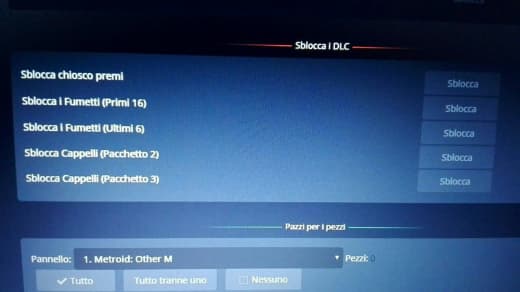 Sblocca i DLC
Sblocca chiosco premi Sblocca
Sblocca i Fumetti (Primi 16) Sblocca
Sblocca i Fumetti (Ultimi 6) Sblocca
Sblocca Cappelli (Pacchetto 2) Sblocca
Sblocca Cappelli (Pacchetto 3) Sblocca
Pazzi per i pezzi
Pannello: 1. Metroid: Other M Pezzi: 0
Tutto Tutto tranne uno Nessuno